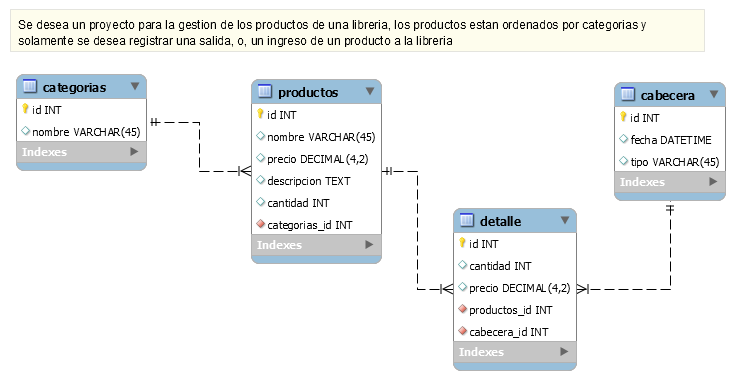 Se desea un proyecto para la gestion de los productos de una libreria, los productos estan ordenados por categorias y
solamente se desea registrar una salida, o, un ingreso de un producto a la libreria
categorias
id INT
nombre VARCHAR(45)
Indexes
productos
id INT
nombre VARCHAR(45)
precio DECIMAL(4,2)
descripcion TEXT
cantidad INT
categorias_id INT
Indexes
cabecera
id INT
fecha DATETIME
tipo VARCHAR(45)
Indexes
detalle
id INT
cantidad INT
precio DECIMAL(4,2)
productos_id INT
cabecera_id INT
Indexes